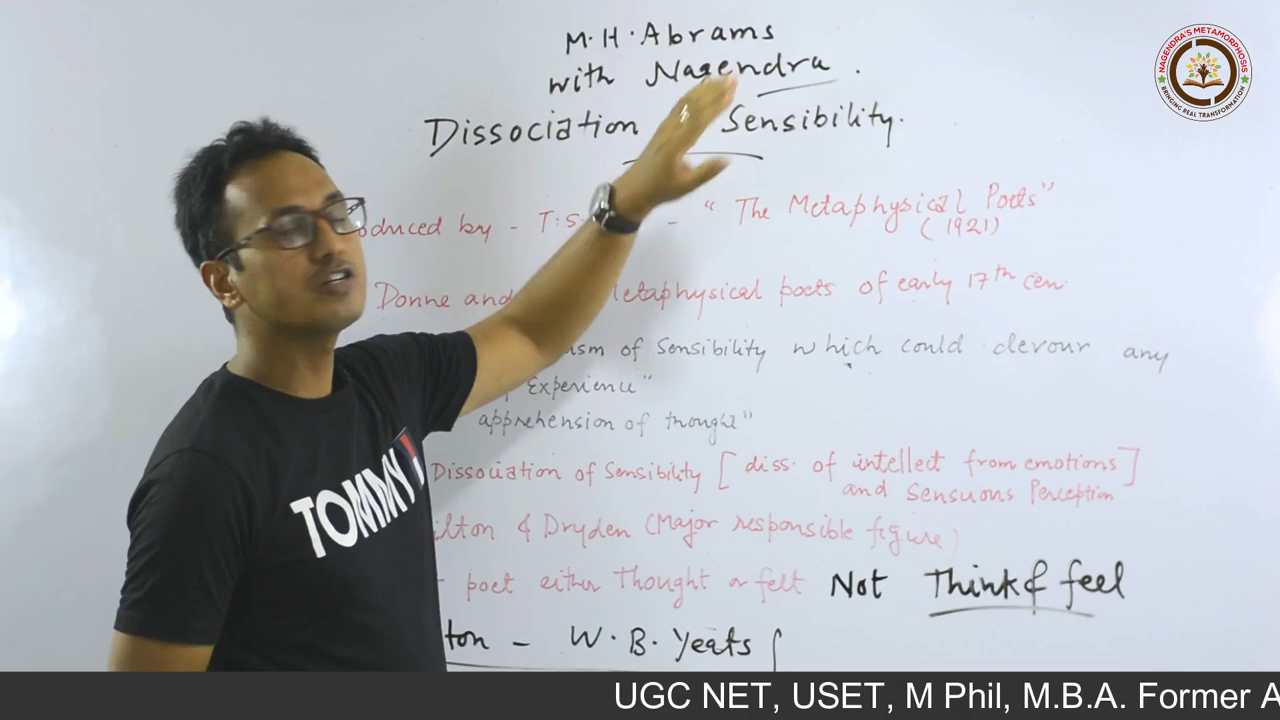 M.H.Abrams
with Nagendra.
Dissociation Sensibility.
duced by - T.S - "The Metaphysical Poets"
(1921)
Donne and etaphysical poets of early 17th cen.
ism of Sensibility which could devour any
Experience"
apprehension of thought"
Dissociation of Sensibility [diss. of intellect from emotions]
and Sensuous Perception
ilton & Dryden (Major responsible figure)
poet either Thought or felt Not Think & feel
ton - W.B. Yeats
TOMMY
NAGENDRA'S METAMORPHOSIS
BRINGING REAL TRANSFORMATION
UGC NET, USET, M Phil, M.B.A. Former A